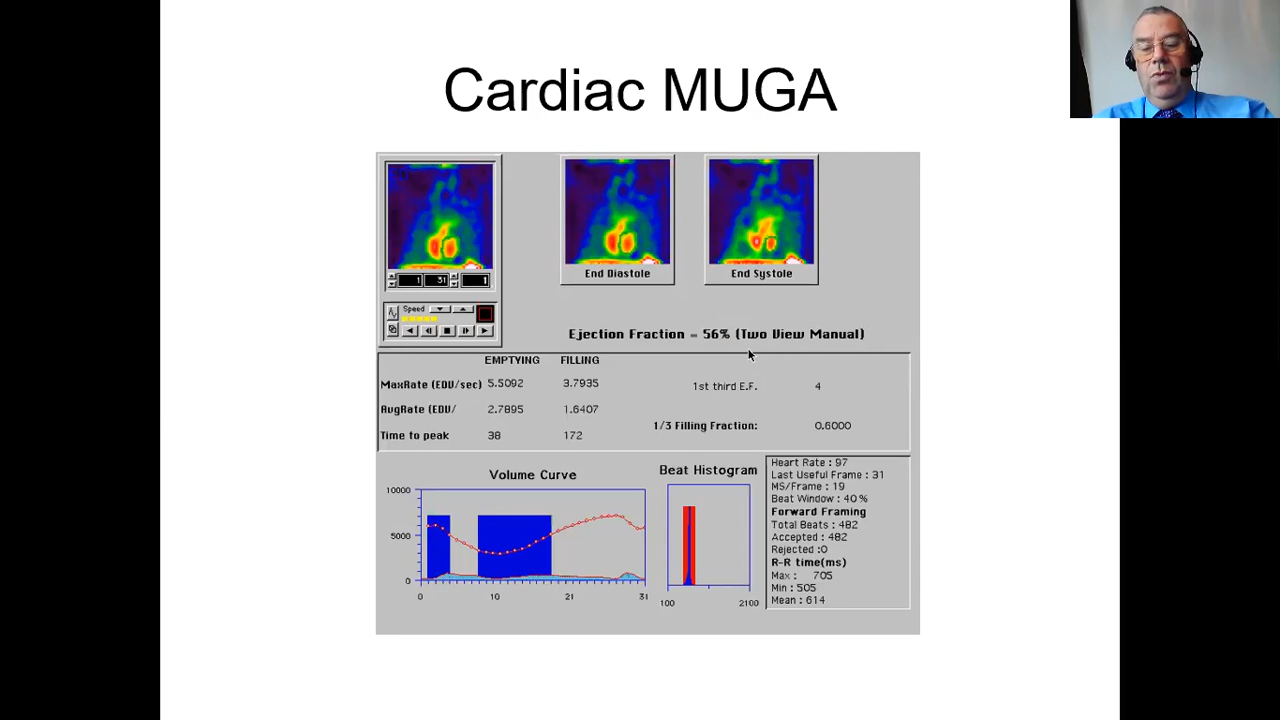 Cardiac MUGA
End Diastole
End Systole
1 31 1
Speed
Ejection Fraction = 56% (Two View Manual)
EMPTYING FILLING
MaxRate (EDV/sec) 5.5092 3.7935
AvgRate (EDV/ 2.7895 1.6407
Time to peak 38 172
1st third E.F. 4
1/3 Filling Fraction: 0.6000
Volume Curve
10000
5000
0
0 10 21 31
Beat Histogram
100 2100
Heart Rate : 97
Last Useful Frame : 31
MS/Frame : 19
Beat Window : 40%
Forward Framing
Total Beats : 482
Accepted : 482
Rejected :0
R-R time(ms)
Max : 705
Min : 505
Mean : 614